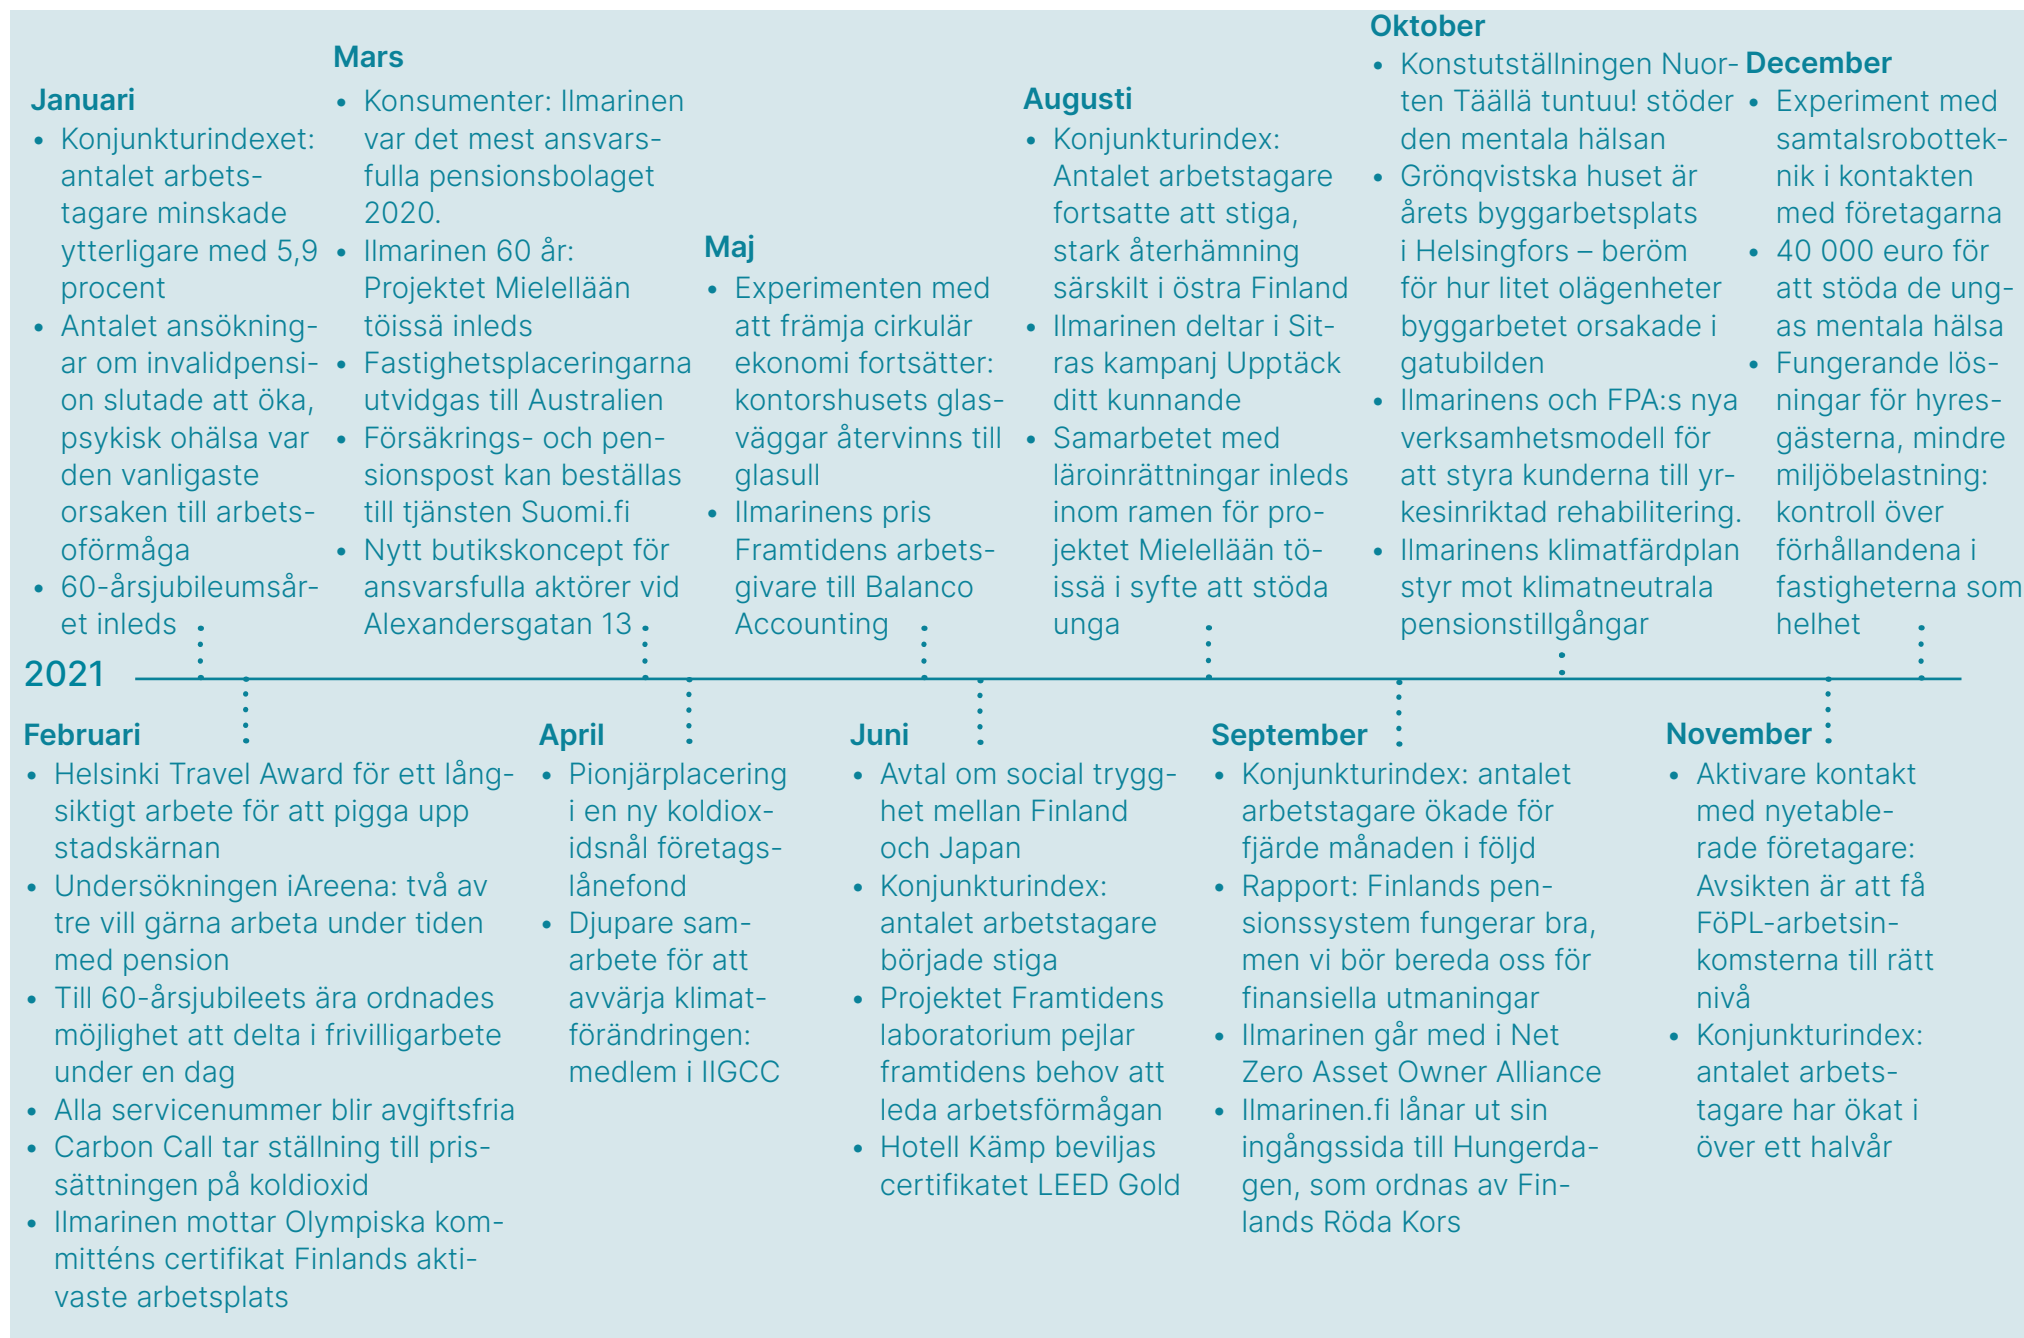 Januari
• Konjunkturindexet:
antalet arbets-
tagare minskade
ytterligare med 5,9
procent
• Antalet ansökning-
ar om invalidpensi-
on slutade att öka,
psykisk ohälsa var
den vanligaste
orsaken till arbets-
oförmåga
• 60-årsjubileumsår-
et inleds
Mars
• Konsumenter: Ilmarinen
var det mest ansvars-
fulla pensionsbolaget
2020.
• Ilmarinen 60 år:
Projektet Mielellään
töissä inleds
• Fastighetsplaceringarna
utvidgas till Australien
• Försäkrings- och pen-
sionspost kan beställas
till tjänsten Suomi.fi
• Nytt butikskoncept för
ansvarsfulla aktörer vid
Alexandersgatan 13
Maj
• Experimenten med
att främja cirkulär
ekonomi fortsätter:
kontorshusets glas-
väggar återvinns till
glasull
• Ilmarinens pris
Framtidens arbets-
givare till Balanco
Accounting
Augusti
• Konjunkturindex:
Antalet arbetstagare
fortsatte att stiga,
stark återhämning
särskilt i östra Finland
• Ilmarinen deltar i Sit-
ras kampanj Upptäck
ditt kunnande
• Samarbetet med
läroinrättningar inleds
inom ramen för pro-
jektet Mielellään tö-
issä i syfte att stöda
unga
Oktober
• Konstutställningen Nuor-
ten Täällä tuntuu! stöder
den mentala hälsan
• Grönqvistska huset är
årets byggarbetsplats
i Helsingfors – beröm
för hur litet olägenheter
byggarbetet orsakade i
gatubilden
• Ilmarinens och FPA:s nya
verksamhetsmodell för
att styra kunderna till yr-
kesinriktad rehabilitering.
• Ilmarinens klimatfärdplan
styr mot klimatneutrala
pensionstillgångar
December
• Experiment med
samtalsrobottek-
nik i kontakten
med företagarna
• 40 000 euro för
att stöda de ung-
as mentala hälsa
• Fungerande lös-
ningar för hyres-
gästerna, mindre
miljöbelastning:
kontroll över
förhållandena i
fastigheterna som
helhet
2021
Februari
• Helsinki Travel Award för ett lång-
siktigt arbete för att pigga upp
stadskärnan
• Undersökningen iAreena: två av
tre vill gärna arbeta under tiden
med pension
• Till 60-årsjubileets ära ordnades
möjlighet att delta i frivilligarbete
under en dag
• Alla servicenummer blir avgiftsfria
• Carbon Call tar ställning till pris-
sättningen på koldioxid
• Ilmarinen mottar Olympiska kom-
mitténs certifikat Finlands akti-
vaste arbetsplats
April
• Pionjärplacering
i en ny koldiox-
idsnål företags-
lånefond
• Djupare sam-
arbete för att
avvärja klimat-
förändringen:
medlem i IIGCC
Juni
• Avtal om social trygg-
het mellan Finland
och Japan
• Konjunkturindex:
antalet arbetstagare
började stiga
• Projektet Framtidens
laboratorium pejlar
framtidens behov att
leda arbetsförmågan
• Hotell Kämp beviljas
certifikatet LEED Gold
September
• Konjunkturindex: antalet
arbetstagare ökade för
fjärde månaden i följd
• Rapport: Finlands pen-
sionssystem fungerar bra,
men vi bör bereda oss för
finansiella utmaningar
• Ilmarinen går med i Net
Zero Asset Owner Alliance
• Ilmarinen.fi lånar ut sin
ingångssida till Hungerda-
gen, som ordnas av Fin-
lands Röda Kors
November
• Aktivare kontakt
med nyetable-
rade företagare:
Avsikten är att få
FöPL-arbetsin-
komsterna till rätt
nivå
• Konjunkturindex:
antalet arbets-
tagare har ökat i
över ett halvår